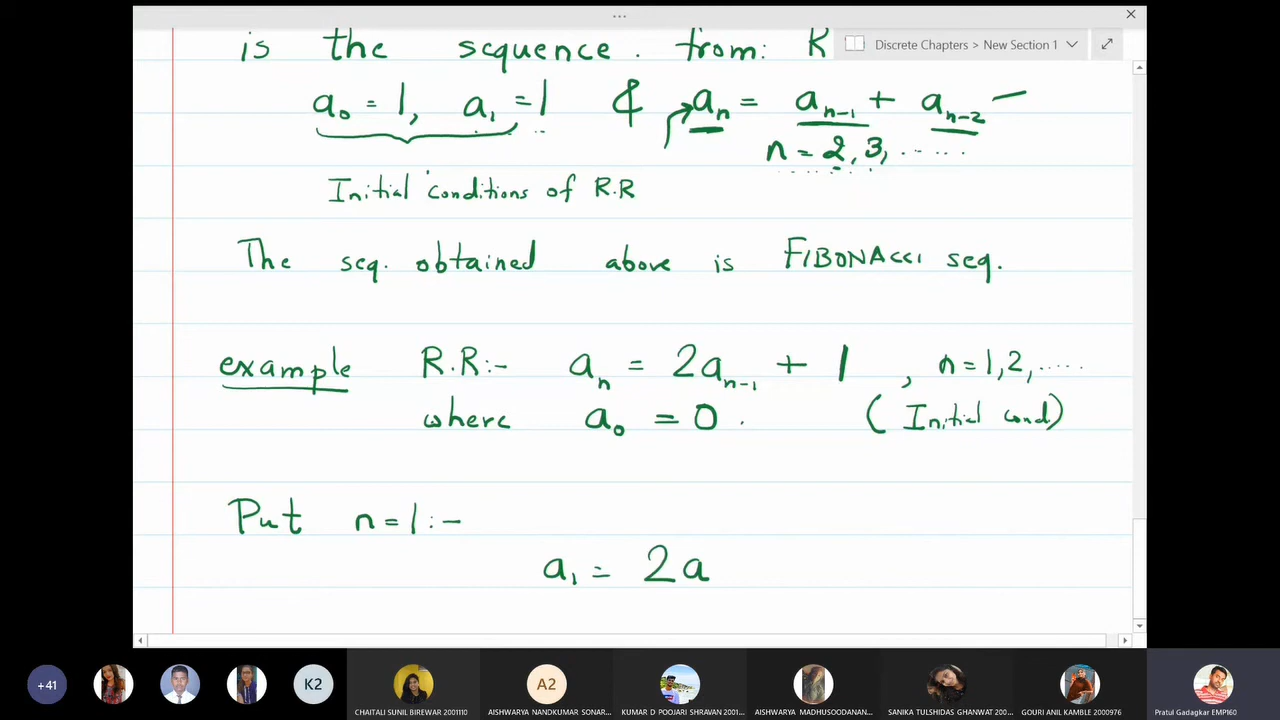 is the sequence. from: K
Discrete Chapters > New Section 1
a₀ = 1, a₁ = 1 & aₙ = aₙ₋₁ + aₙ₋₂ –
n = 2, 3, ......
Initial conditions of R.R
The seq. obtained above is FIBONACCI seq.
example R.R:- aₙ = 2aₙ₋₁ + 1 , n = 1, 2, .....
where a₀ = 0. (Initial cond)
Put n = 1 :-
a₁ = 2a
+41 K2 A2
CHAITALI SUNIL BIREWAR 2001110
AISHWARYA NANDKUMAR SONAR...
KUMAR D POOJARI SHRAVAN 2001...
AISHWARYA MADHUSOODANAN...
SANIKA TULSHIDAS GHANWAT 200...
GOURI ANIL KAMBLE 2000976
Pratul Gadagkar EMP160